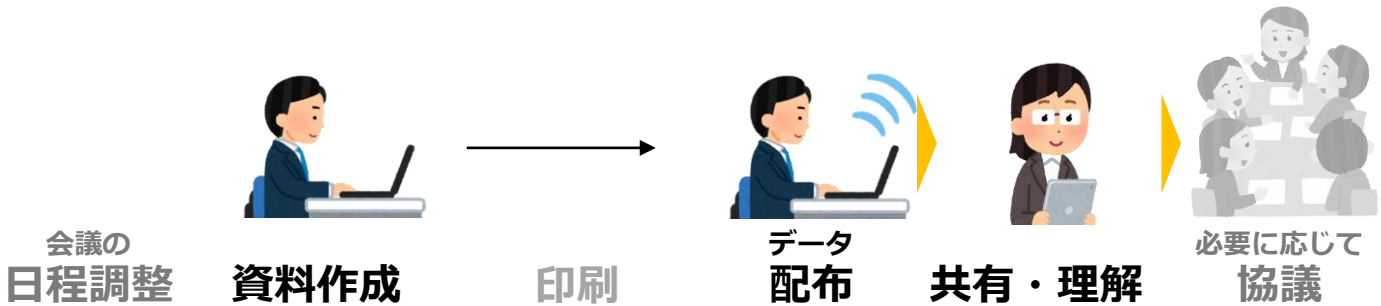 会議の
日程調整
資料作成
印刷
データ
配布
共有・理解
必要に応じて
協議